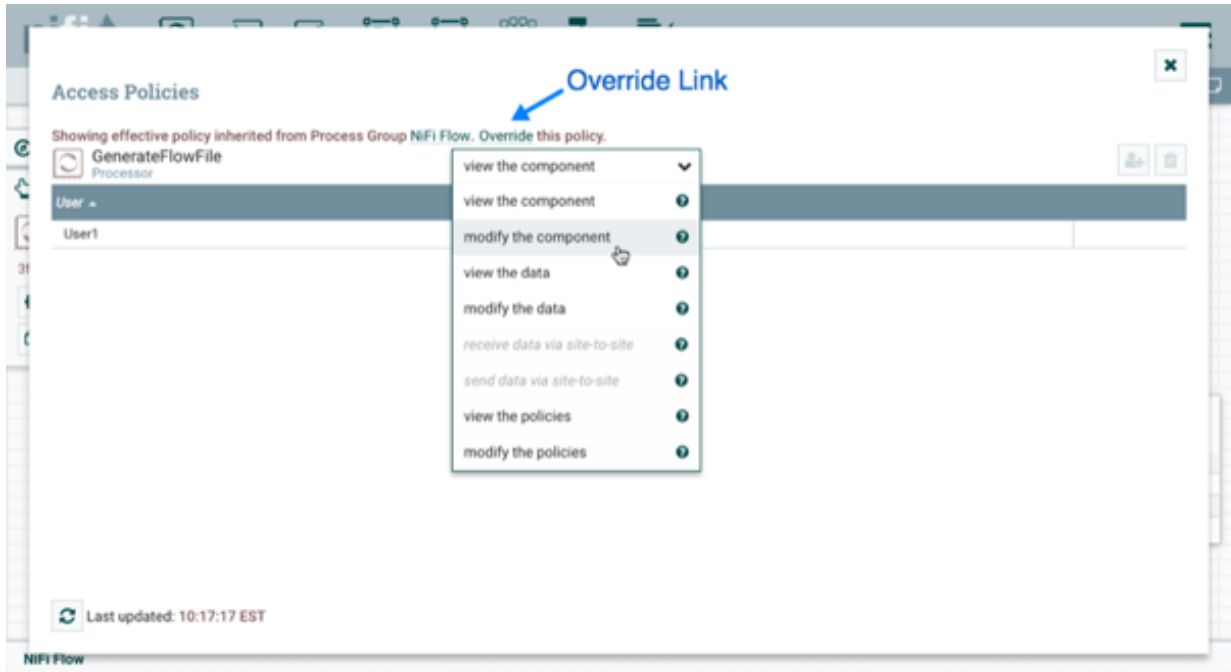 nifi
Override Link
Access Policies
Showing effective policy inherited from Process Group NiFi Flow. Override this policy.
GenerateFlowFile
Processor
view the component
User
view the component
User1
modify the component
view the data
modify the data
receive data via site-to-site
send data via site-to-site
view the policies
modify the policies
Last updated: 10:17:17 EST
NiFi Flow